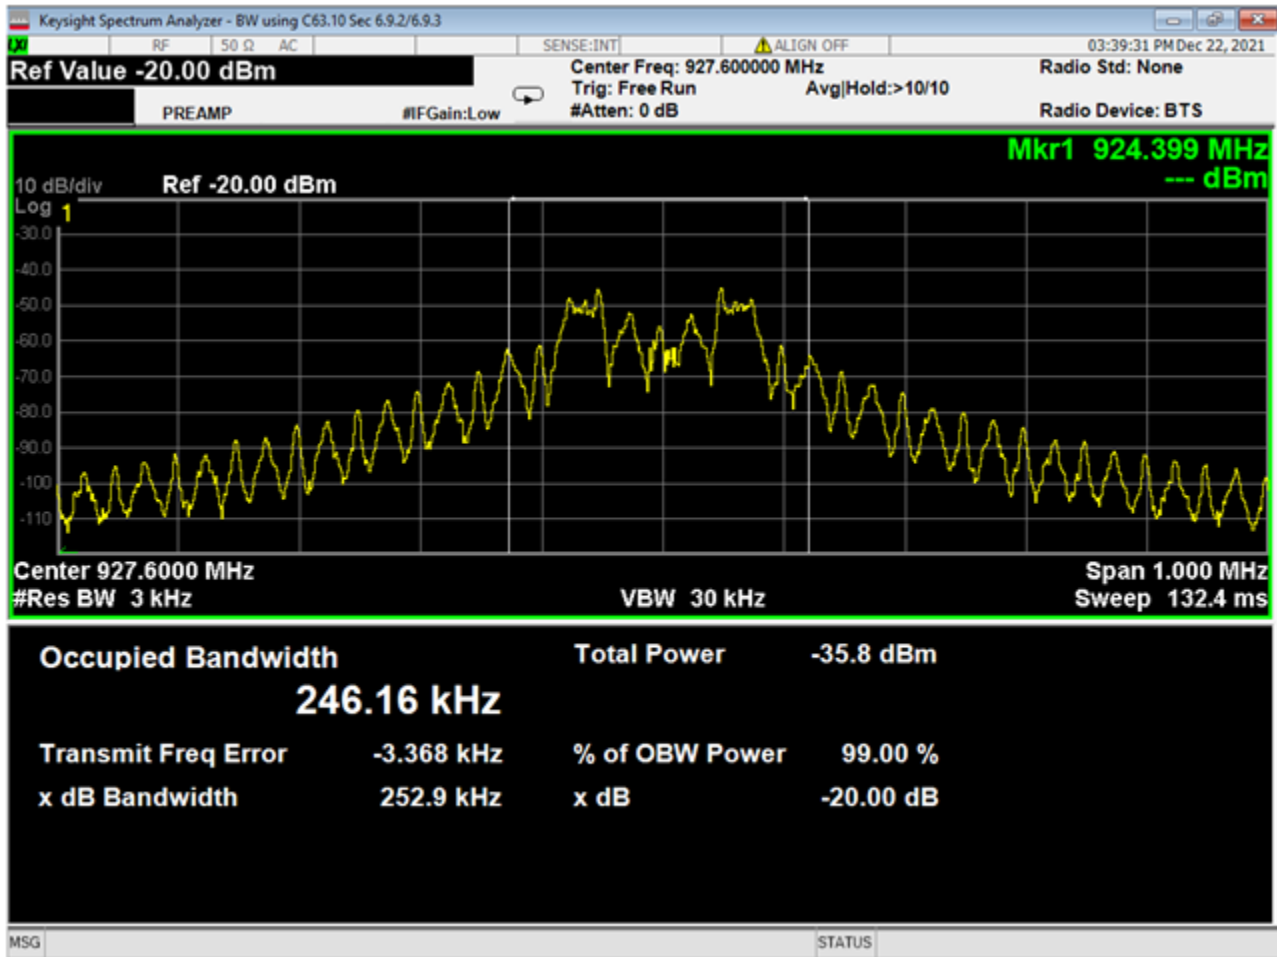 Keysight Spectrum Analyzer - BW using C63.10 Sec 6.9.2/6.9.3
LXI RF 50 Ω AC SENSE:INT ALIGN OFF 03:39:31 PM Dec 22, 2021
Ref Value -20.00 dBm
Center Freq: 927.600000 MHz
Radio Std: None
Trig: Free Run
Avg|Hold:>10/10
PREAMP
#IFGain:Low
#Atten: 0 dB
Radio Device: BTS
Mkr1 924.399 MHz
--- dBm
10 dB/div
Ref -20.00 dBm
Log
1
-30.0
-40.0
-50.0
-60.0
-70.0
-80.0
-90.0
-100
-110
Center 927.6000 MHz
Span 1.000 MHz
#Res BW 3 kHz
VBW 30 kHz
Sweep 132.4 ms
Occupied Bandwidth
246.16 kHz
Total Power -35.8 dBm
Transmit Freq Error -3.368 kHz
% of OBW Power 99.00 %
x dB Bandwidth 252.9 kHz
x dB -20.00 dB
MSG
STATUS